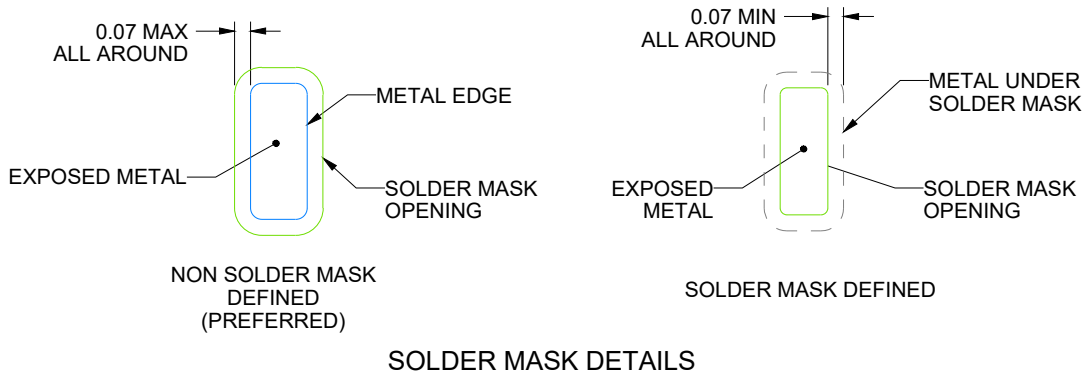 0.07 MAX
ALL AROUND
METAL EDGE
EXPOSED METAL
SOLDER MASK
OPENING
NON SOLDER MASK
DEFINED
(PREFERRED)
0.07 MIN
ALL AROUND
METAL UNDER
SOLDER MASK
EXPOSED
METAL
SOLDER MASK
OPENING
SOLDER MASK DEFINED
SOLDER MASK DETAILS